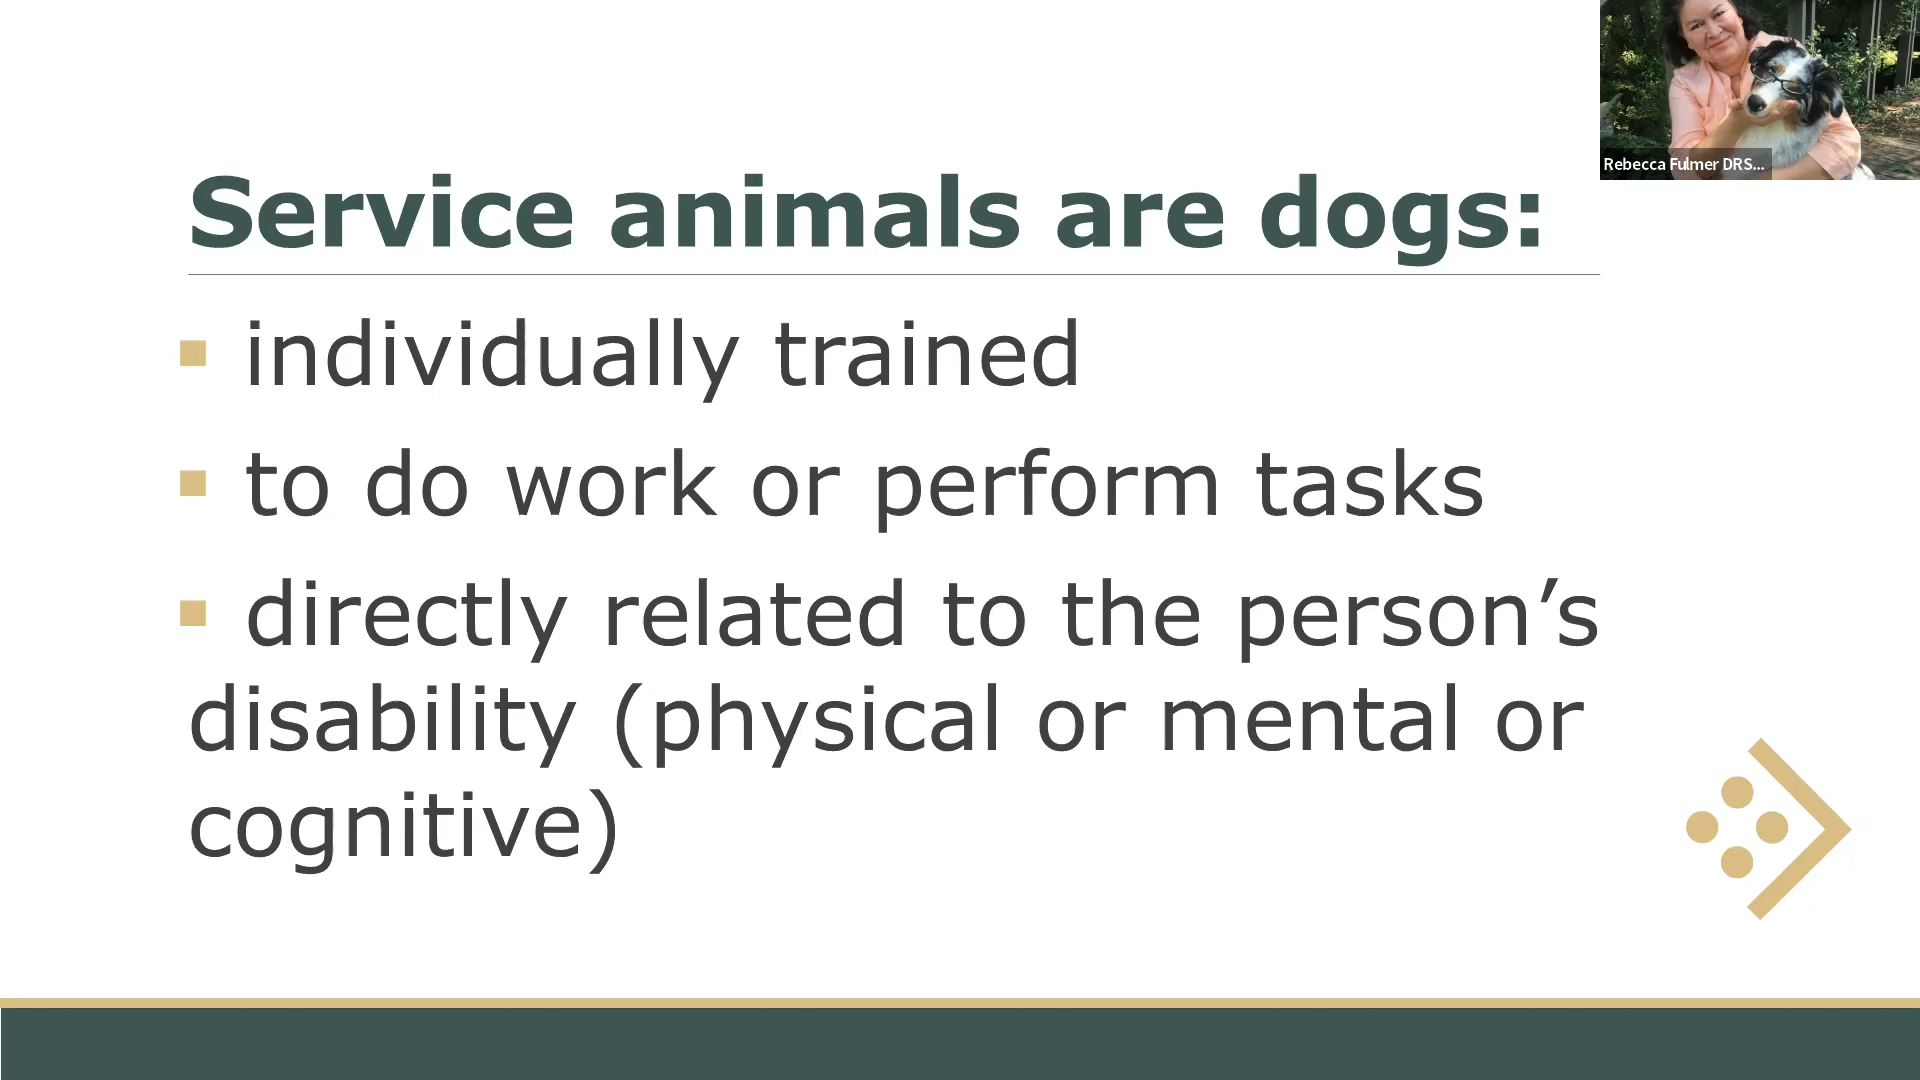 Rebecca Fulmer DRS...
Service animals are dogs:
individually trained
to do work or perform tasks
directly related to the person’s
disability (physical or mental or
cognitive)